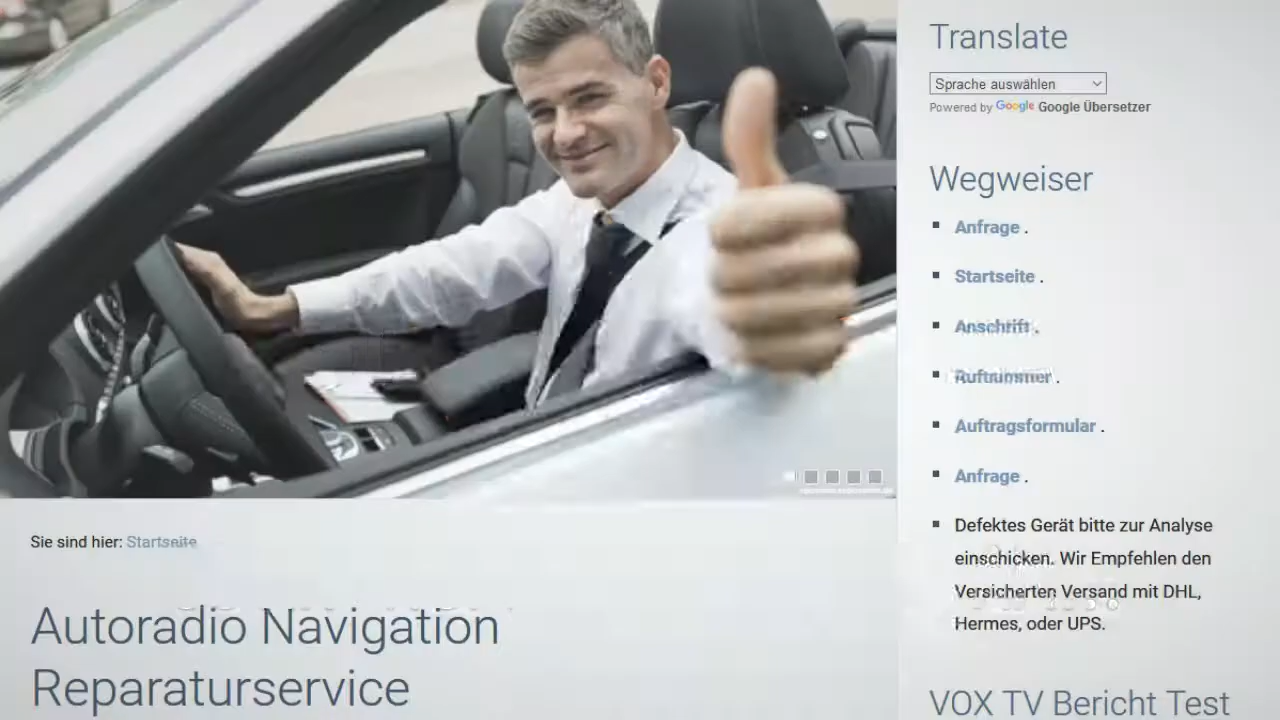 Translate
Sprache auswählen
Powered by Google Google Übersetzer
Wegweiser
Anfrage .
Startseite .
Anschrift .
Rufnummer .
Auftragsformular .
Anfrage .
Defektes Gerät bitte zur Analyse
einschicken. Wir Empfehlen den
Versicherten Versand mit DHL,
Hermes, oder UPS.
VOX TV Bericht Test
Sie sind hier: Startseite
Autoradio Navigation
Reparaturservice